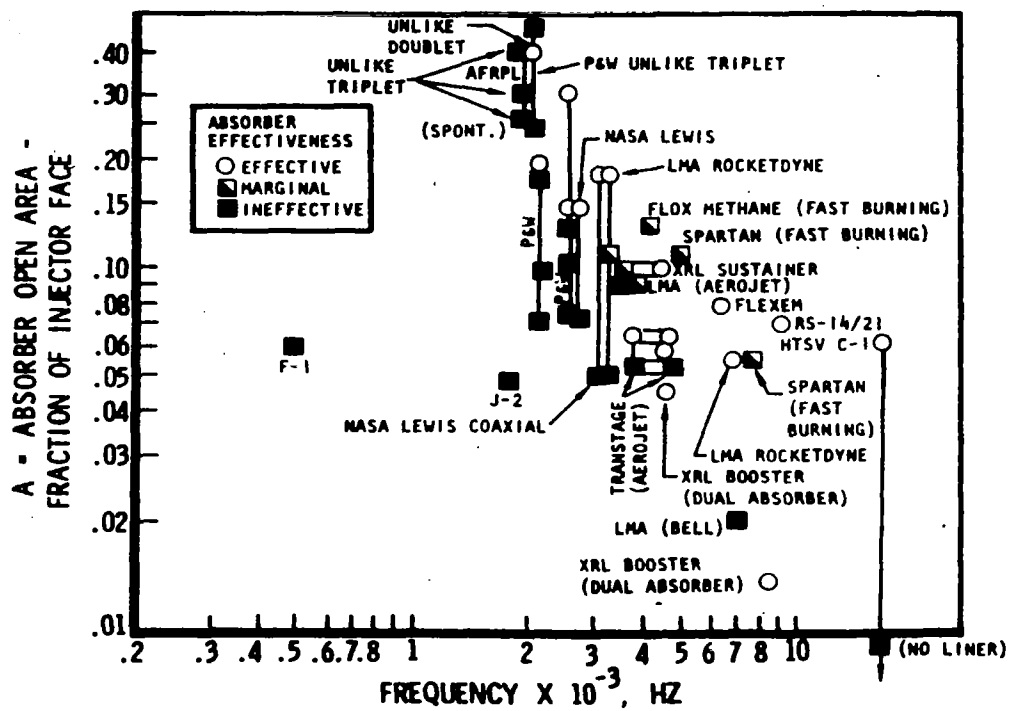 A - ABSORBER OPEN AREA -
FRACTION OF INJECTOR FACE
.40
.30
.20
.15
.10
.08
.06
.05
.04
.03
.02
.01
ABSORBER
EFFECTIVENESS
EFFECTIVE
MARGINAL
INEFFECTIVE
UNLIKE
DOUBLET
UNLIKE
TRIPLET
AFRPL
P&W UNLIKE TRIPLET
(SPONT.)
NASA LEWIS
LMA ROCKETDYNE
P&W
P&W
FLOX METHANE (FAST BURNING)
SPARTAN (FAST BURNING)
XRL SUSTAINER
LMA (AEROJET)
FLEXEM
RS-14/21
HTSV C-1
F-1
J-2
NASA LEWIS COAXIAL
TRANSTAGE
(AEROJET)
SPARTAN
(FAST
BURNING)
LMA ROCKETDYNE
XRL BOOSTER
(DUAL ABSORBER)
LMA (BELL)
XRL BOOSTER
(DUAL ABSORBER)
(NO LINER)
.2 .3 .4 .5 .6 .7 .8 1 2 3 4 5 6 7 8 10
FREQUENCY X 10-3, HZ